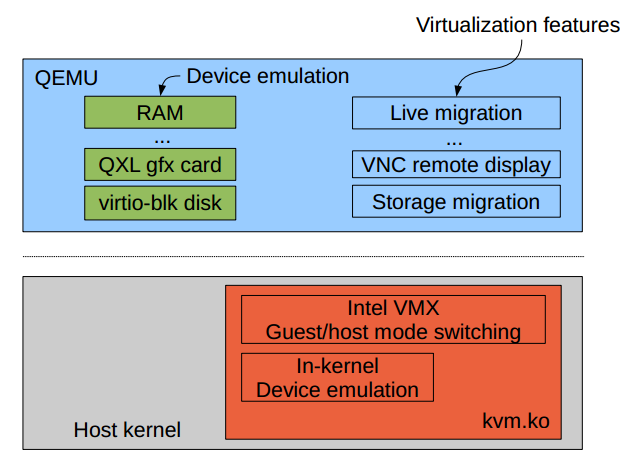 Virtualization features
QEMU
Device emulation
RAM
...
QXL gfx card
virtio-blk disk
Live migration
...
VNC remote display
Storage migration
Intel VMX
Guest/host mode switching
In-kernel
Device emulation
kvm.ko
Host kernel